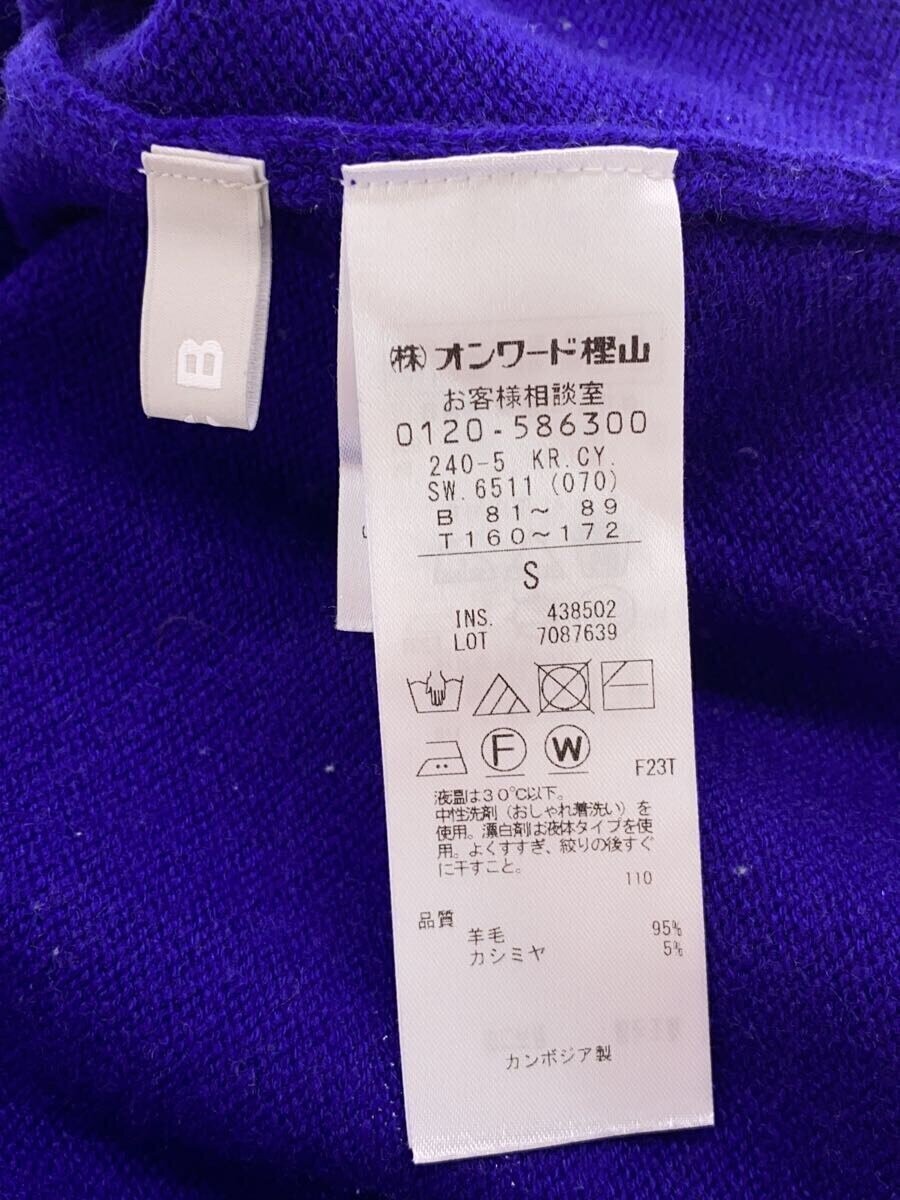 B
(株)オンワード樫山
お客様相談室
0120-586300
240-5 KR.CY.
SW.6511(070)
B 81〜 89
T160〜172
S
INS. 438502
LOT 7087639
F
W
F23T
液温は30℃以下。
中性洗剤(おしゃれ着洗い)を
使用。漂白剤は液体タイプを使
用。よくすすぎ、絞りの後すぐ
に干すこと。
110
品質
羊毛 95%
カシミヤ 5%
カンボジア製